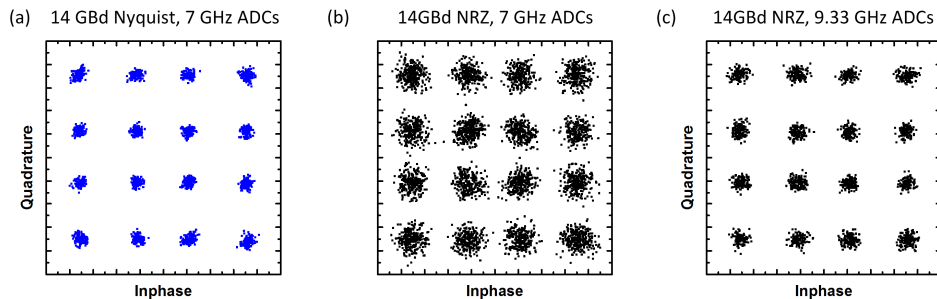 (a) 14 GBd Nyquist, 7 GHz ADCs
Quadrature
Inphase
(b) 14GBd NRZ, 7 GHz ADCs
Inphase
(c) 14GBd NRZ, 9.33 GHz ADCs
Quadrature
Inphase